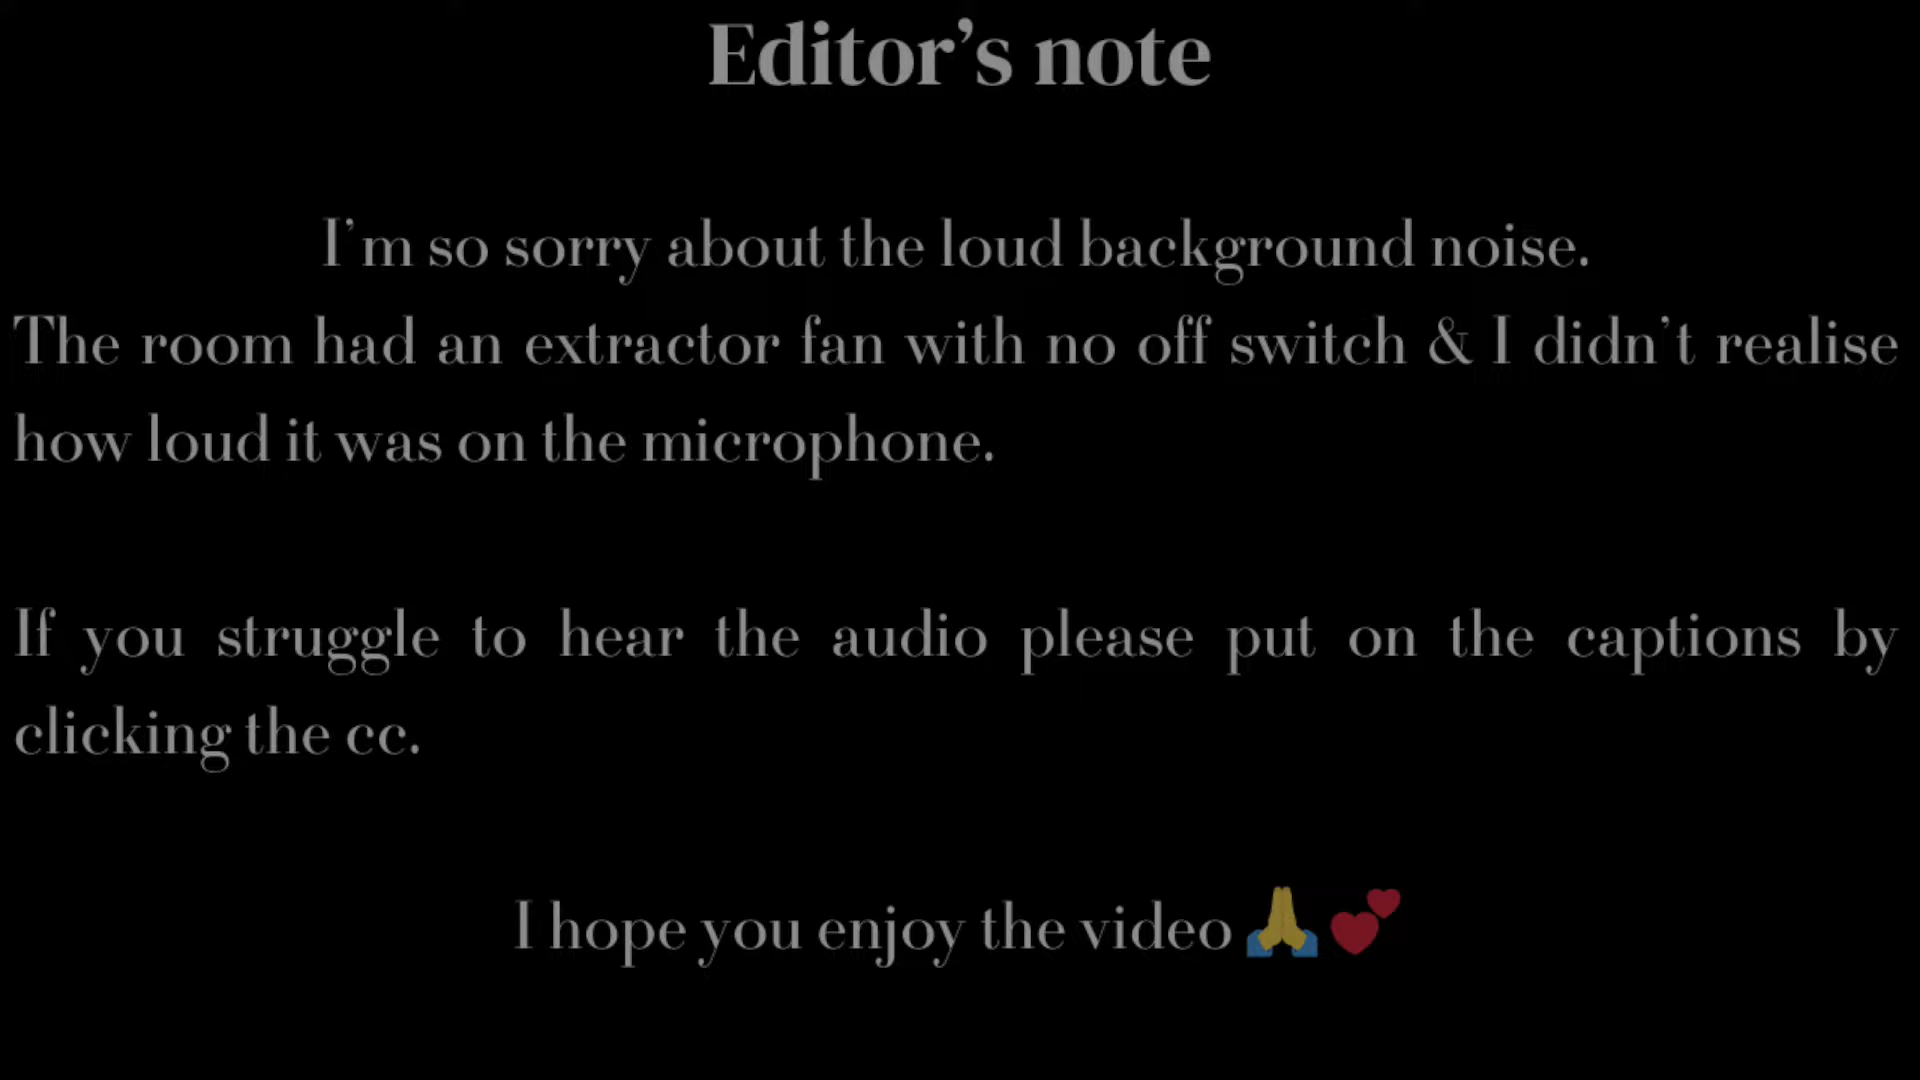 Editor’s note
I’m so sorry about the loud background noise.
The room had an extractor fan with no off switch & I didn’t realise
how loud it was on the microphone.
If you struggle to hear the audio please put on the captions by
clicking the cc.
I hope you enjoy the video 🙏💕